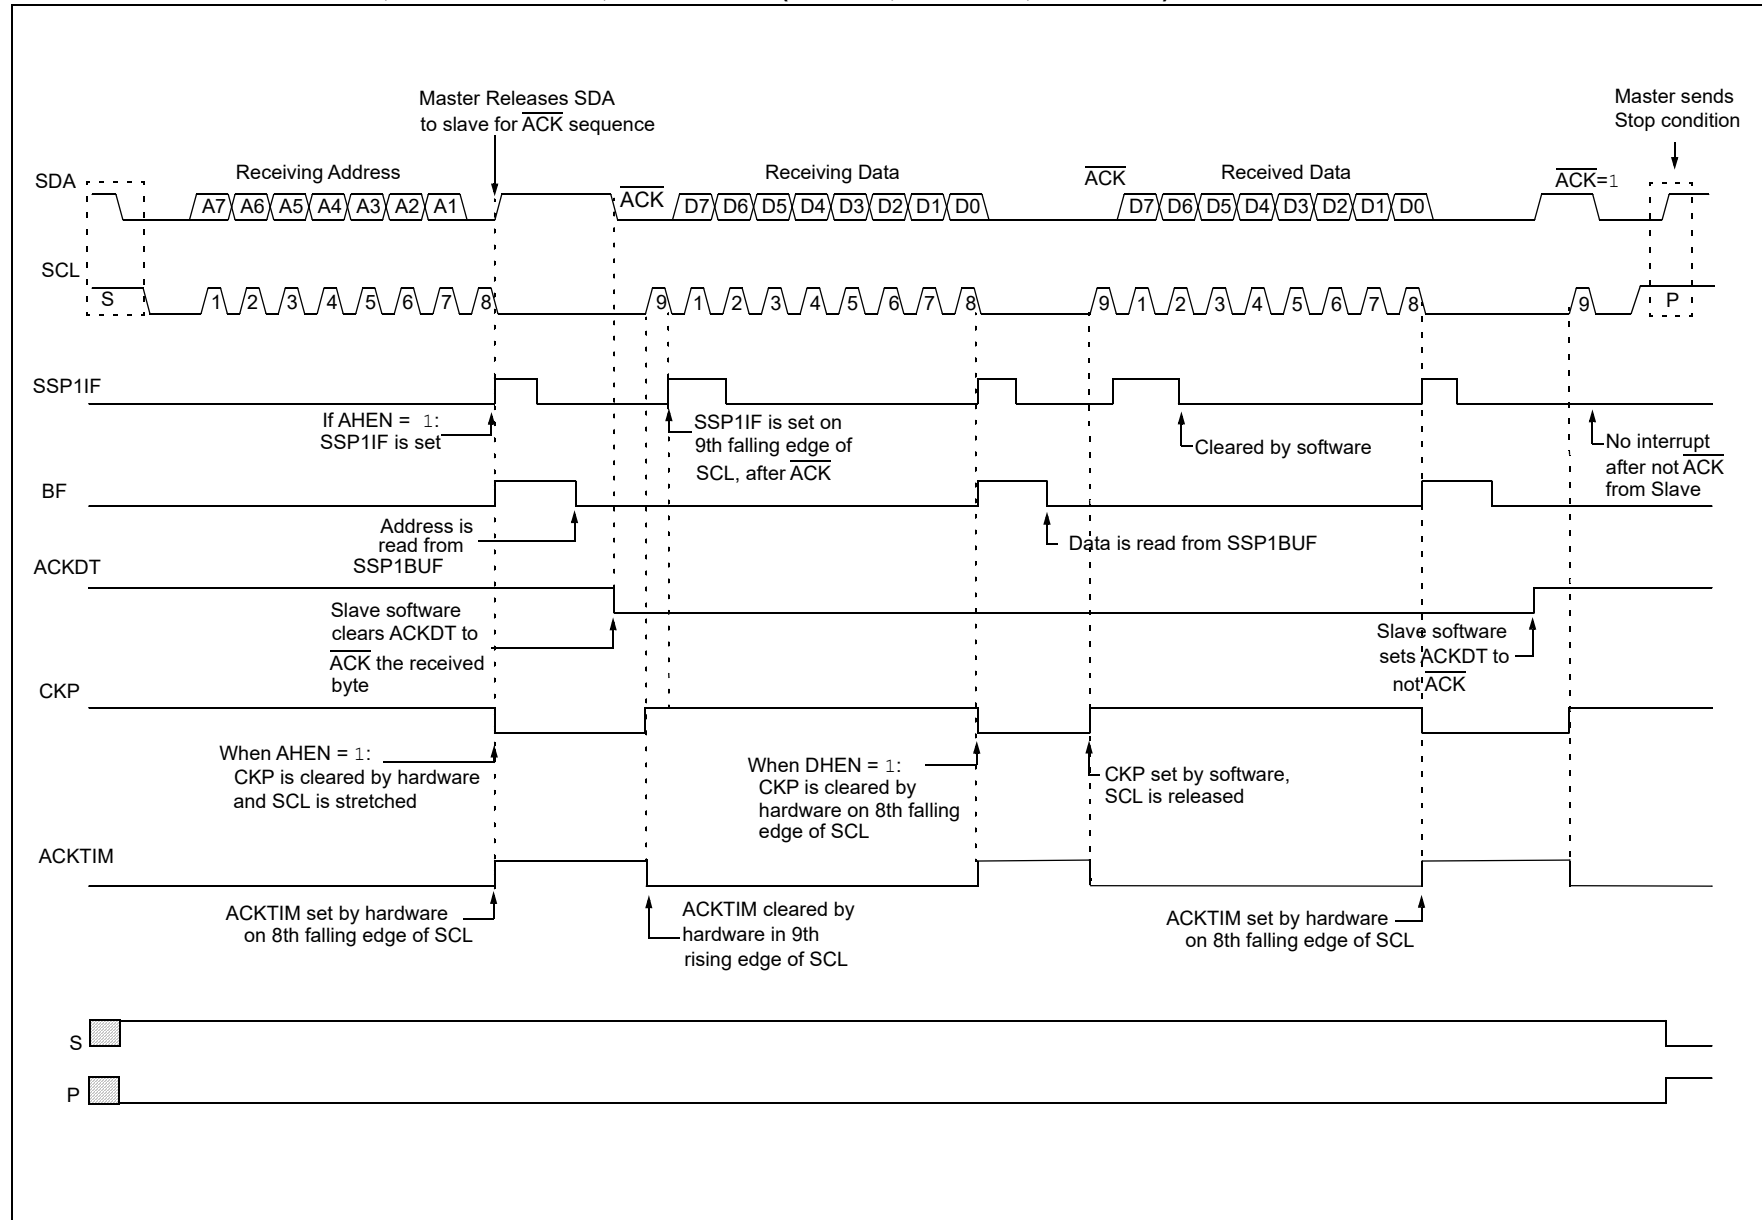 Master Releases SDA
to slave for ACK sequence
Master sends
Stop condition
SDA
Receiving Address
ACK
Receiving Data
ACK
Received Data
ACK=1
A7 A6 A5 A4 A3 A2 A1
D7 D6 D5 D4 D3 D2 D1 D0
D7 D6 D5 D4 D3 D2 D1 D0
SCL
S
1 2 3 4 5 6 7 8
9 1 2 3 4 5 6 7 8
9 1 2 3 4 5 6 7 8
9
P
SSP1IF
If AHEN = 1:
SSP1IF is set
SSP1IF is set on
9th falling edge of
SCL, after ACK
Cleared by software
No interrupt
after not ACK
from Slave
BF
Address is
read from
SSP1BUF
Data is read from SSP1BUF
ACKDT
Slave software
clears ACKDT to
ACK the received
byte
Slave software
sets ACKDT to
not ACK
CKP
When AHEN = 1:
CKP is cleared by hardware
and SCL is stretched
When DHEN = 1:
CKP is cleared by
hardware on 8th falling
edge of SCL
CKP set by software,
SCL is released
ACKTIM
ACKTIM set by hardware
on 8th falling edge of SCL
ACKTIM cleared by
hardware in 9th
rising edge of SCL
ACKTIM set by hardware
on 8th falling edge of SCL
S
P